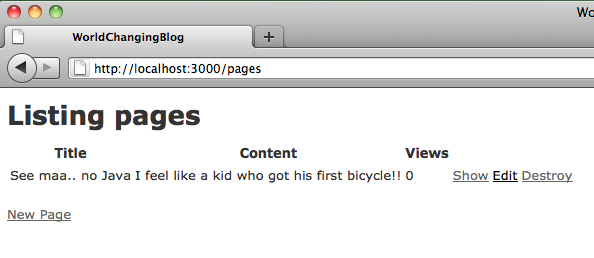 Wo
WorldChangingBlog
http://localhost:3000/pages
Listing pages
Title Content Views
See maa.. no Java I feel like a kid who got his first bicycle!! 0 Show Edit Destroy
New Page